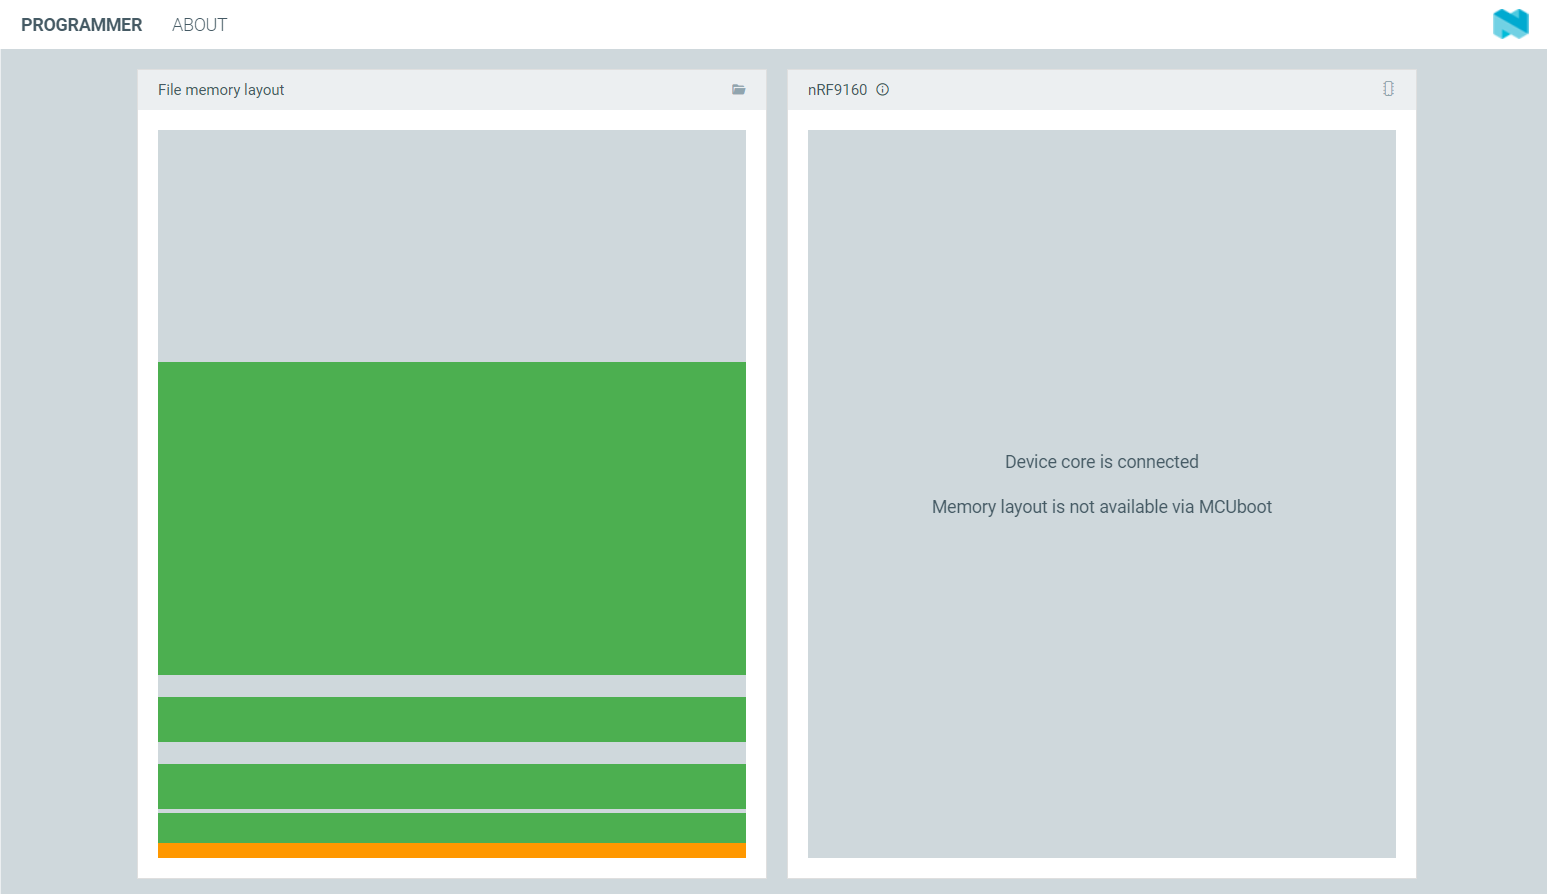 PROGRAMMER ABOUT
File memory layout
nRF9160
Device core is connected
Memory layout is not available via MCUboot